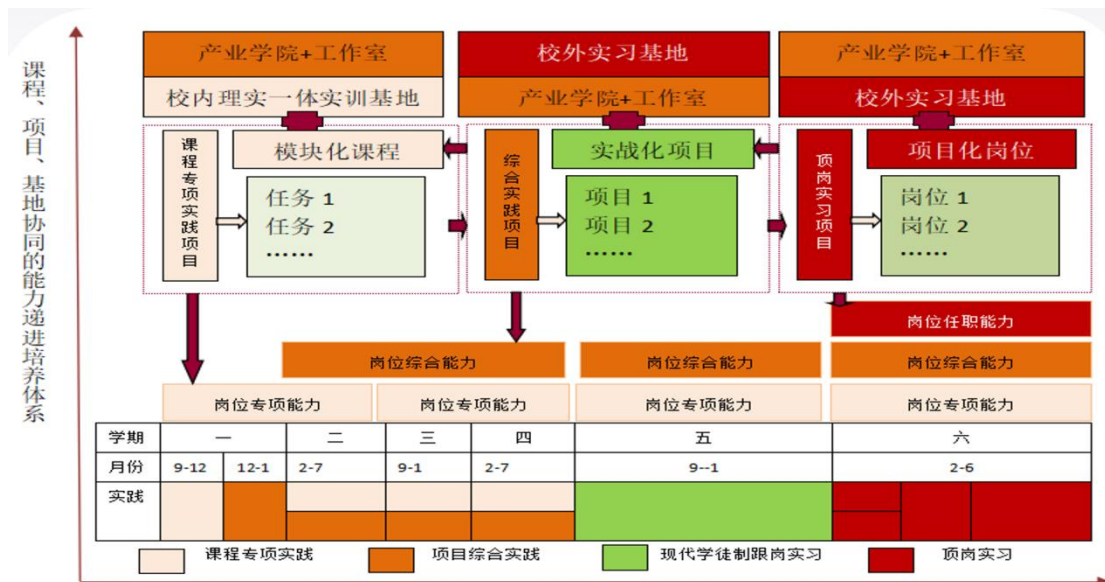 课程、项目、基地协同的能力递进培养体系
产业学院+工作室
校内理实一体实训基地
校外实习基地
产业学院+工作室
产业学院+工作室
校外实习基地
课程专项实践项目
模块化课程
任务 1
任务 2
……
综合实践项目
实战化项目
项目 1
项目 2
……
顶岗实习项目
项目化岗位
岗位 1
岗位 2
……
岗位任职能力
岗位综合能力
岗位综合能力
岗位综合能力
岗位专项能力
岗位专项能力
岗位专项能力
岗位专项能力
学期 一 二 三 四 五 六
月份 9-12 12-1 2-7 9-1 2-7 9--1 2-6
实践
课程专项实践
项目综合实践
现代学徒制跟岗实习
顶岗实习